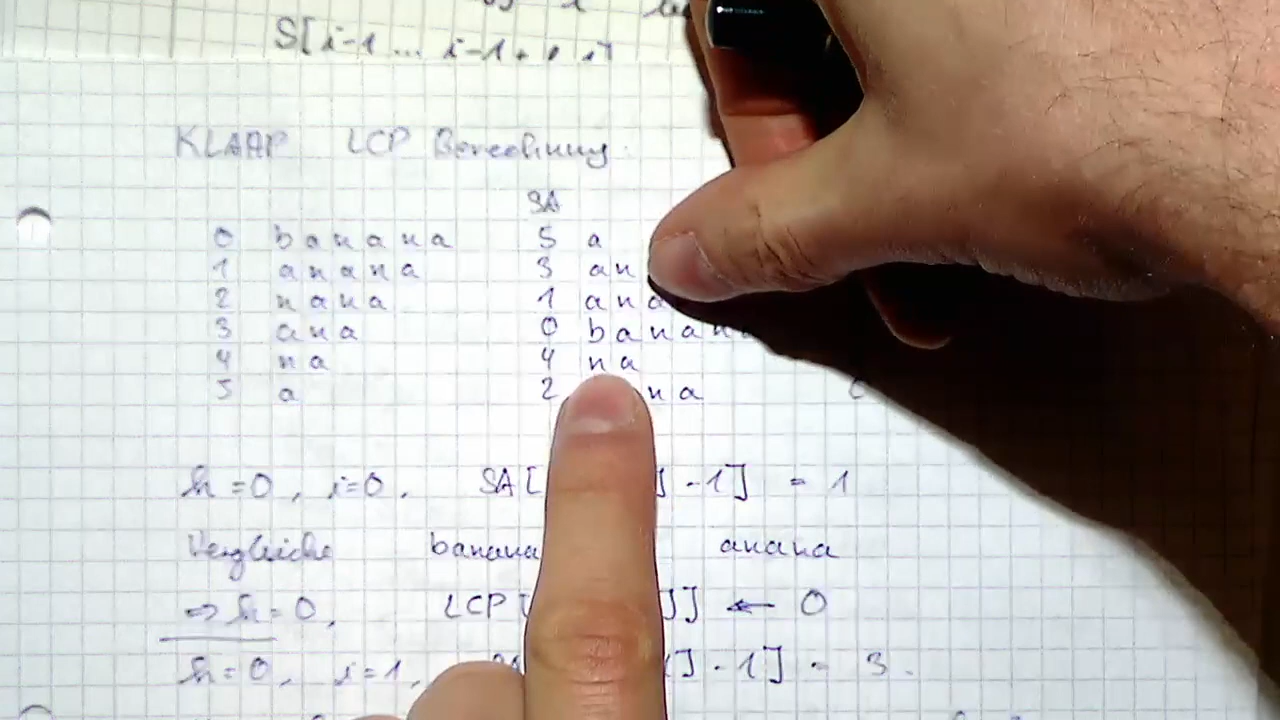 S[i-1 ... i-1+
KLAAP LCP Berechnung.
SA
0 banana 5 a
1 anana 3 an
2 nana 1 ana
3 ana 0 banana
4 na 4 na
5 a 2 na
h=0, i=0, SA[ ]-1] = 1
Vergleiche banana anana
⇒ h=0, LCP[ ]] ← 0
h=0, i=1, ]-1] = 3.